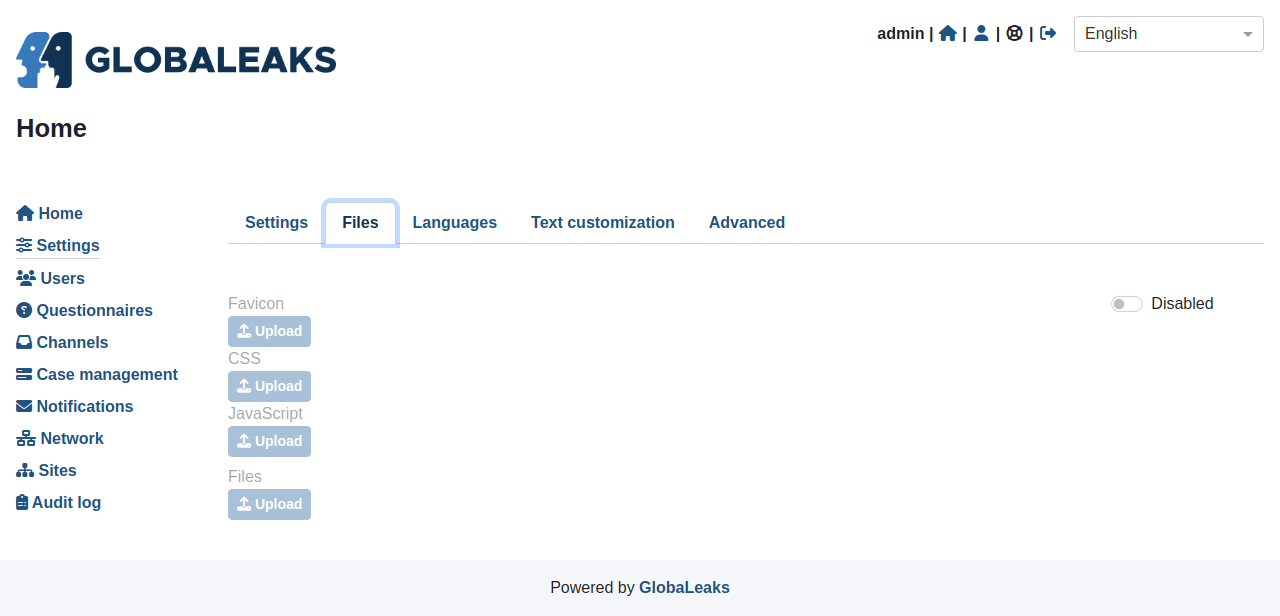 GLOBALEAKS
admin | | | |
English
Home
Home
Settings
Users
Questionnaires
Channels
Case management
Notifications
Network
Sites
Audit log
Settings Files Languages Text customization Advanced
Favicon
Disabled
Upload
CSS
Upload
JavaScript
Upload
Files
Upload
Powered by GlobaLeaks